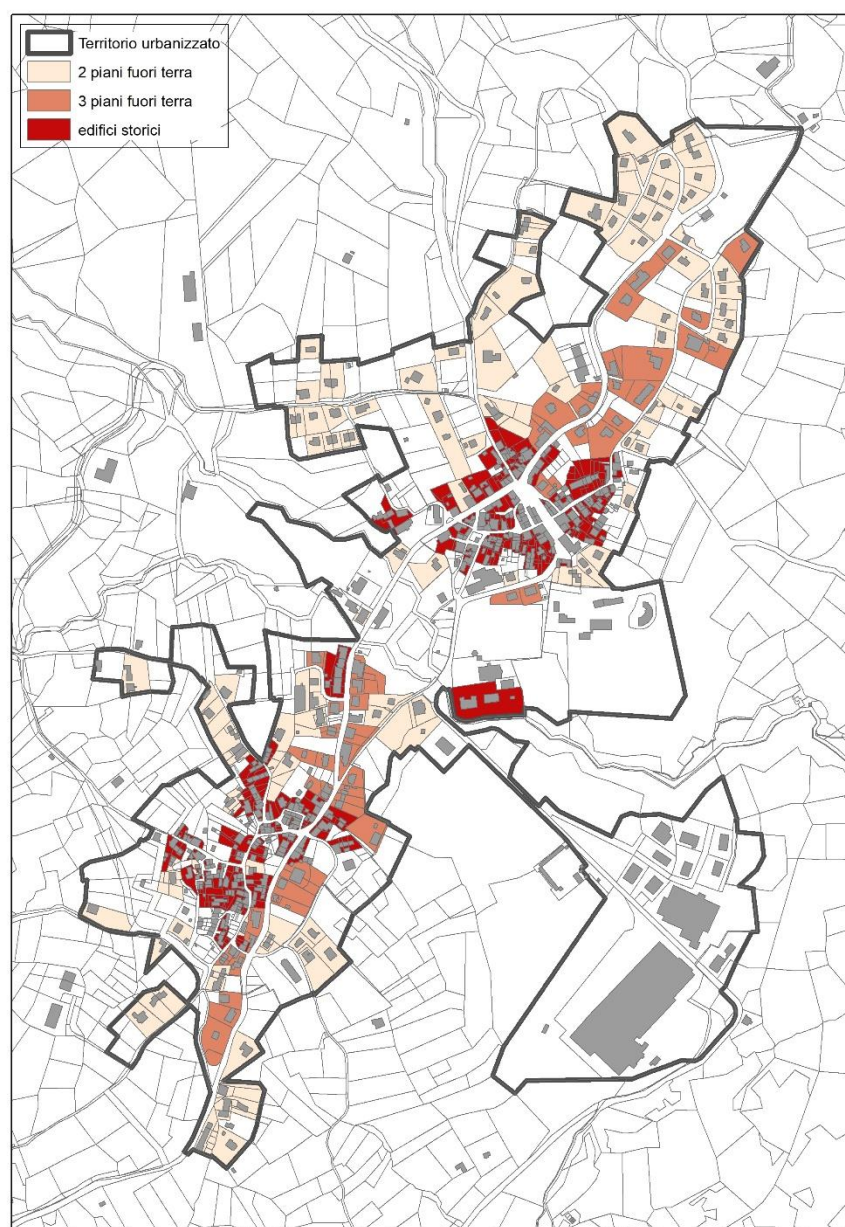 Territorio urbanizzato
2 piani fuori terra
3 piani fuori terra
edifici storici